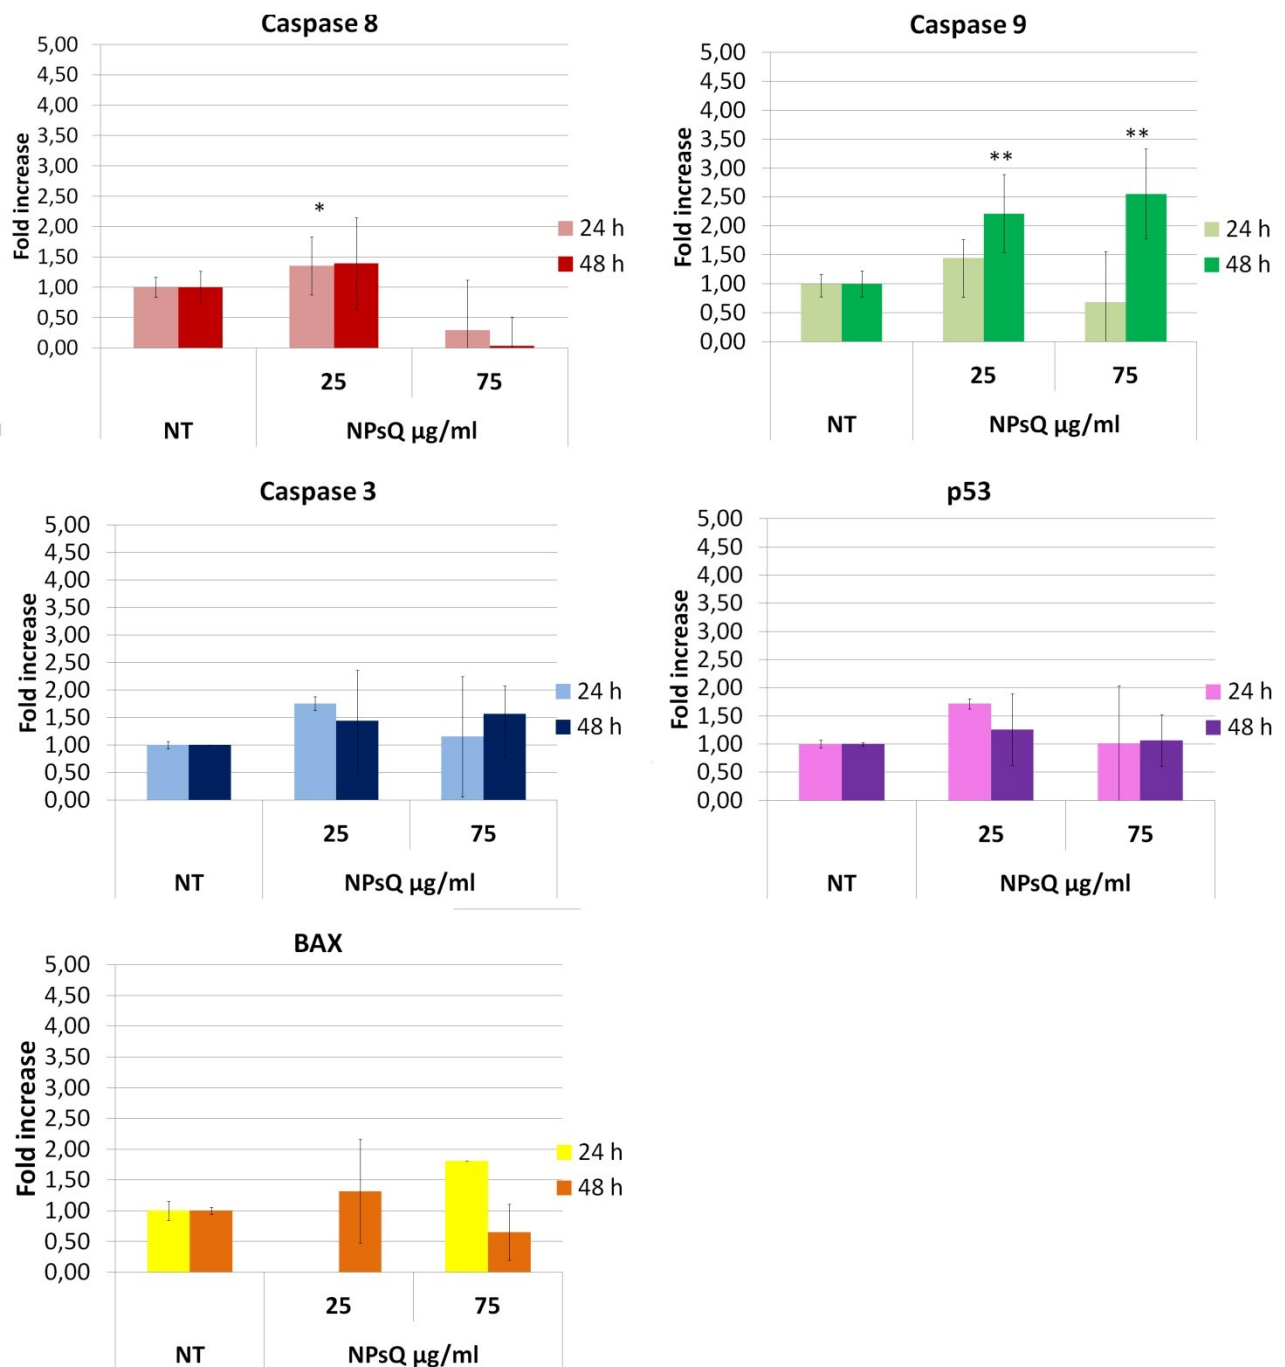 Caspase 8
5,00
4,50
4,00
3,50
3,00
2,50
2,00
1,50
1,00
0,50
0,00
Fold increase
*
24 h
48 h
25 75
NT NPsQ µg/ml
Caspase 9
5,00
4,50
4,00
3,50
3,00
2,50
2,00
1,50
1,00
0,50
0,00
Fold increase
**
**
24 h
48 h
25 75
NT NPsQ µg/ml
Caspase 3
5,00
4,50
4,00
3,50
3,00
2,50
2,00
1,50
1,00
0,50
0,00
Fold increase
24 h
48 h
25 75
NT NPsQ µg/ml
p53
5,00
4,50
4,00
3,50
3,00
2,50
2,00
1,50
1,00
0,50
0,00
Fold increase
24 h
48 h
25 75
NT NPsQ µg/ml
BAX
5,00
4,50
4,00
3,50
3,00
2,50
2,00
1,50
1,00
0,50
0,00
Fold increase
24 h
48 h
25 75
NT NPsQ µg/ml